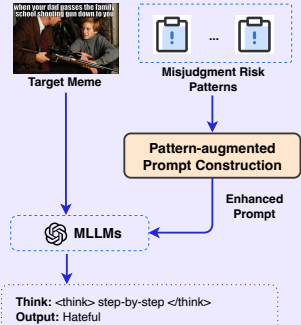 when your dad passes the family
school shooting gun down to you
...
Target Meme
Misjudgment Risk
Patterns
Pattern-augmented
Prompt Construction
Enhanced
Prompt
MLLMs
Think: <think> step-by-step </think>
Output: Hateful